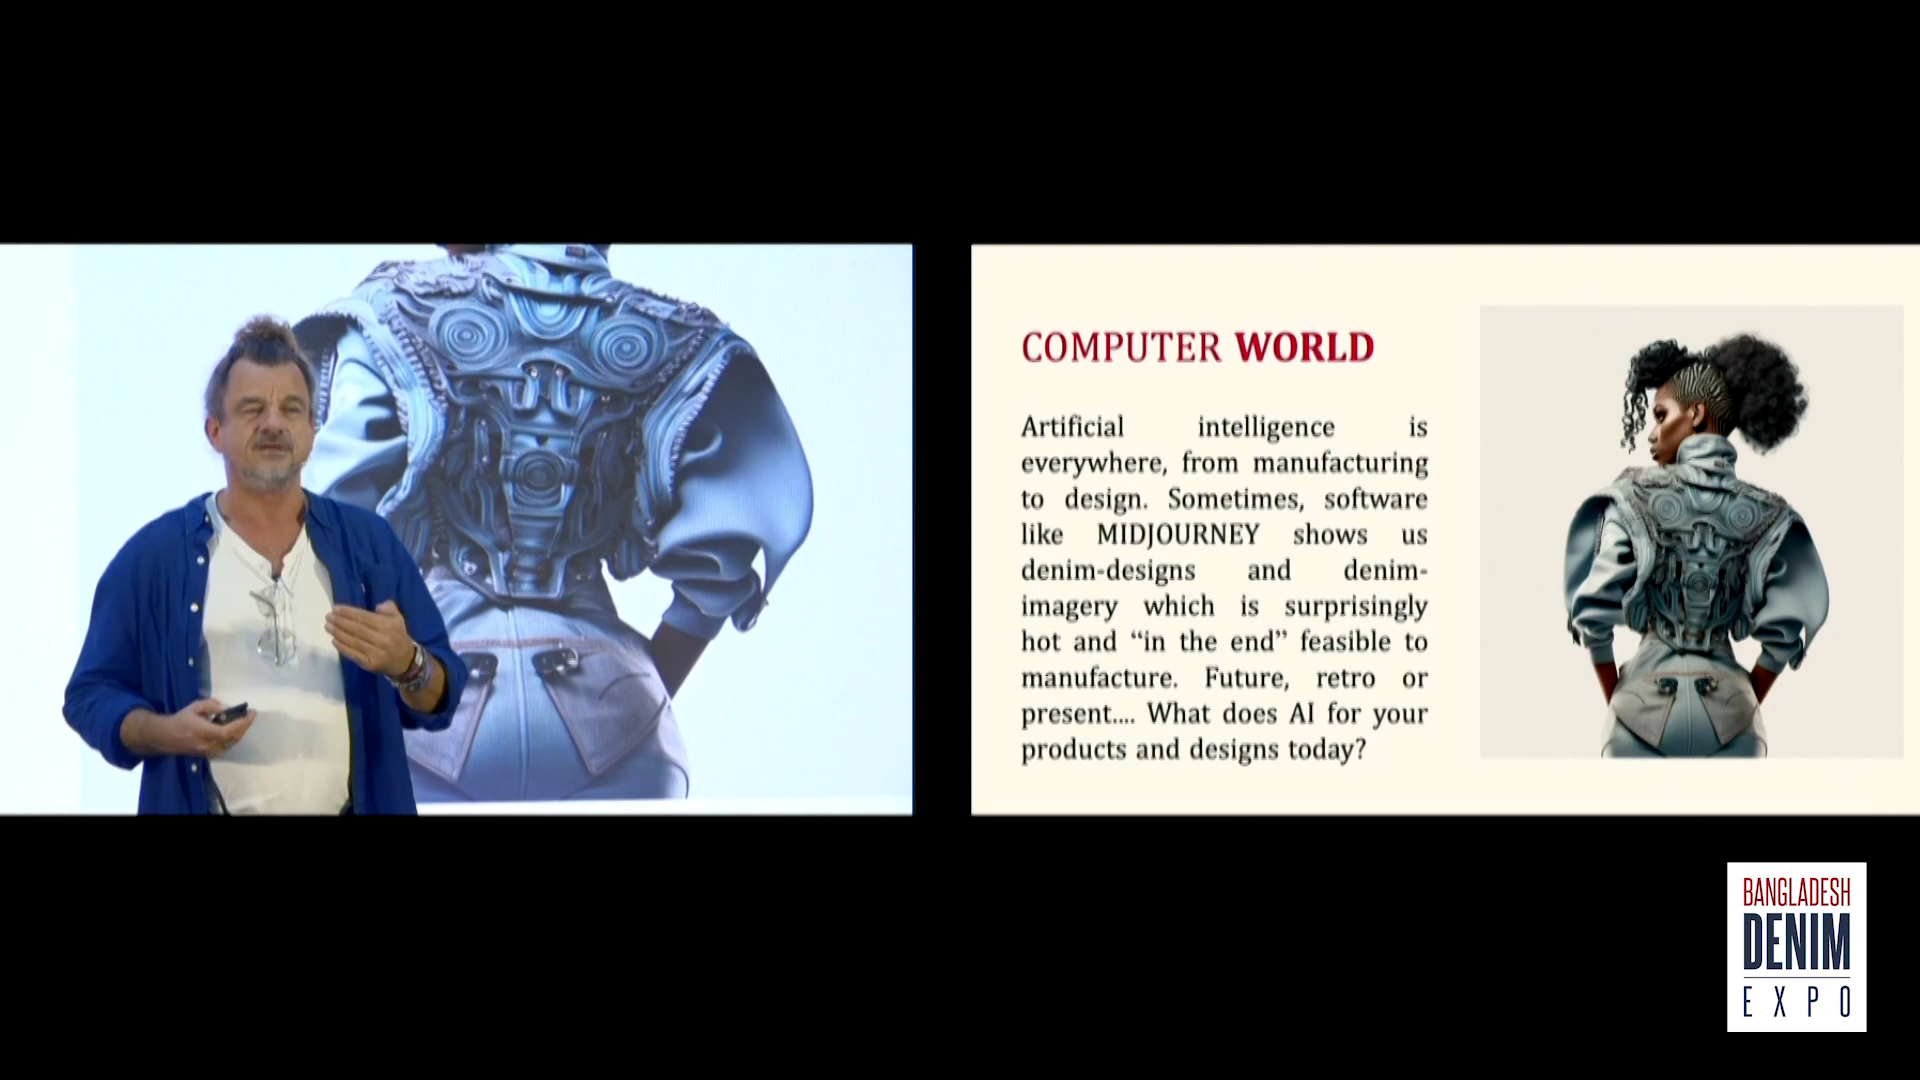 COMPUTER WORLD
Artificial intelligence is
everywhere, from manufacturing
to design. Sometimes, software
like MIDJOURNEY shows us
denim-designs and denim-
imagery which is surprisingly
hot and “in the end” feasible to
manufacture. Future, retro or
present.... What does AI for your
products and designs today?
BANGLADESH
DENIM
EXPO